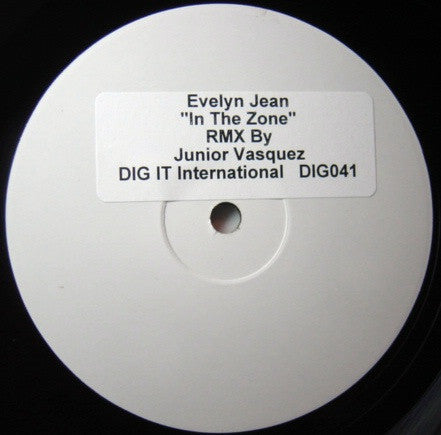 Evelyn Jean
"In The Zone"
RMX By
Junior Vasquez
DIG IT International   DIG041